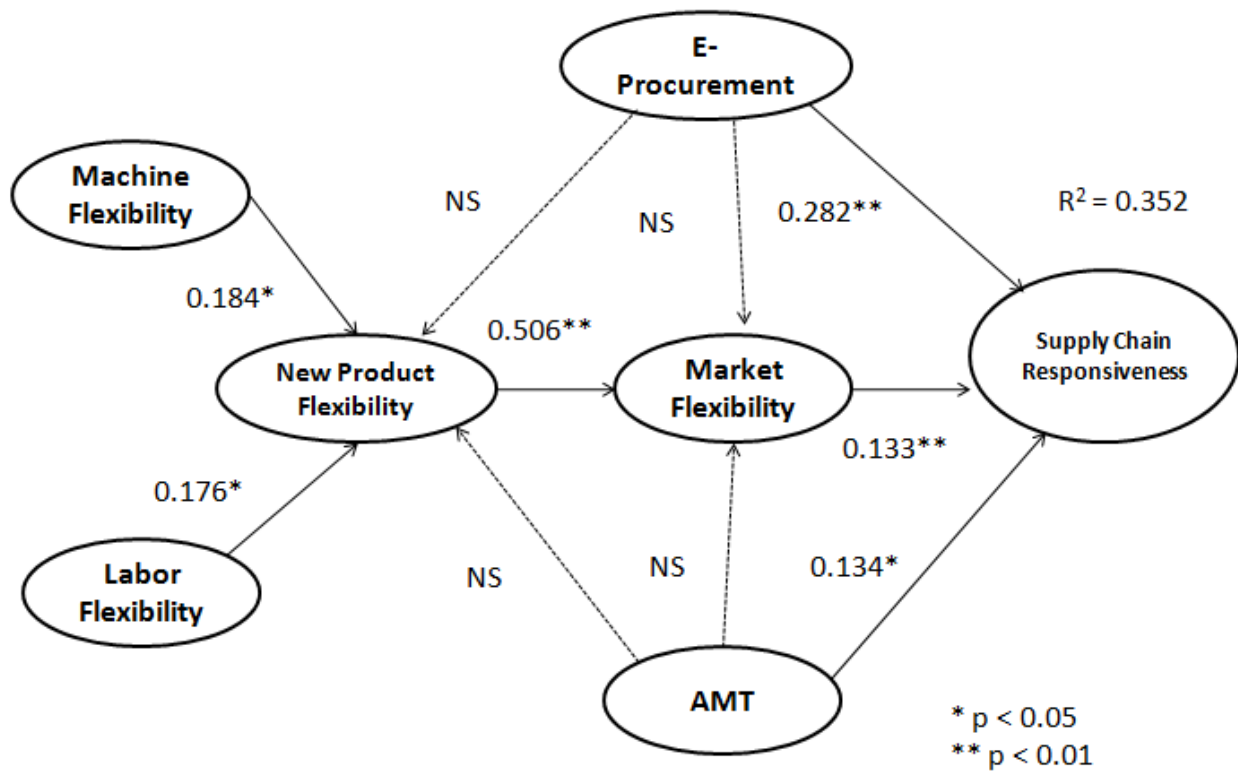 E-
Procurement
Machine
Flexibility
NS
NS
0.282**
R² = 0.352
0.184*
0.506**
New Product
Flexibility
Market
Flexibility
Supply Chain
Responsiveness
0.133**
0.176*
Labor
Flexibility
NS
NS
0.134*
AMT
* p < 0.05
** p < 0.01